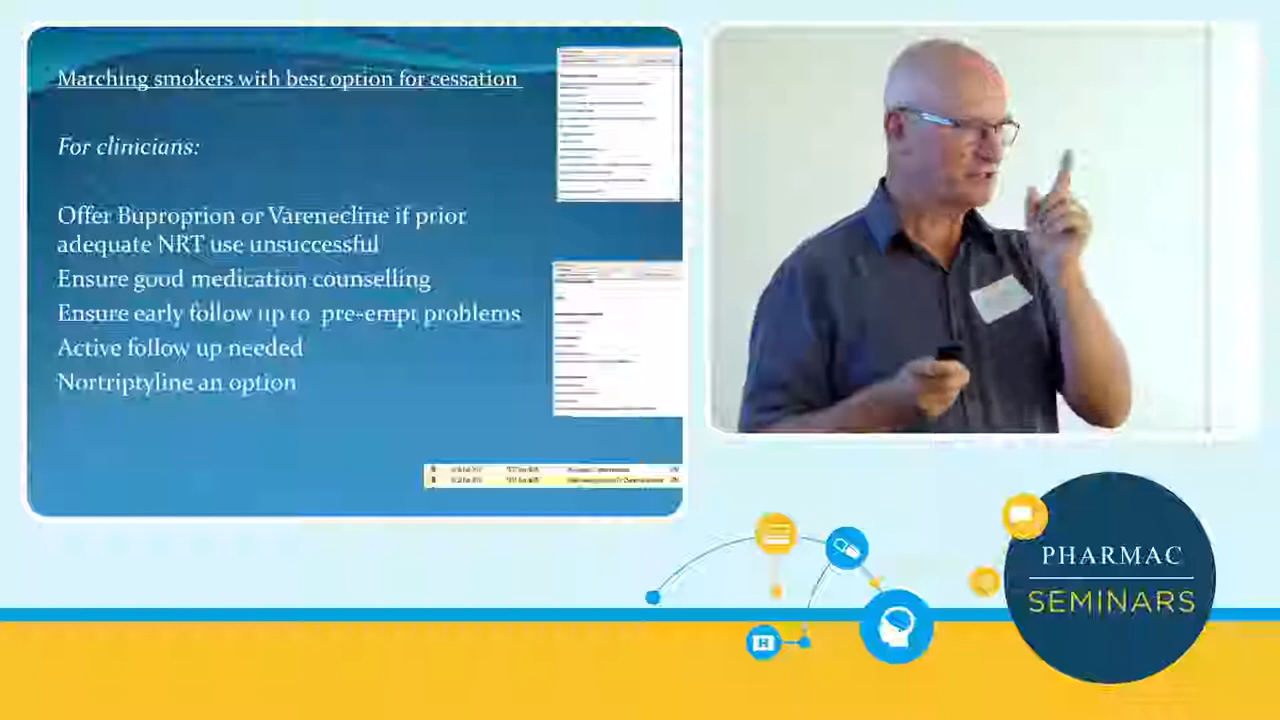 Marching smokers with best option for cessation
For clinicians:
Offer Buproprion or Varenecline if prior
adequate NRT use unsuccessful
Ensure good medication counselling
Ensure early follow up to pre-empt problems
Active follow up needed
Nortriptyline an option
H
PHARMAC
SEMINARS